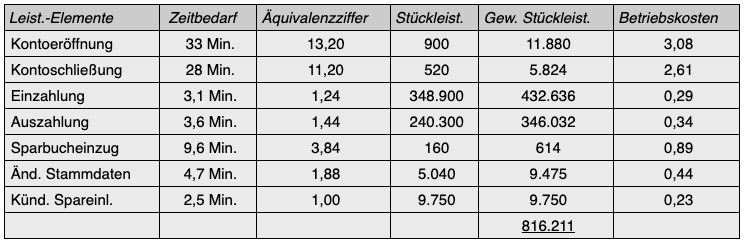 Leist.-Elemente Zeitbedarf Äquivalenzziffer Stückleist. Gew. Stückleist. Betriebskosten
Kontoeröffnung 33 Min. 13,20 900 11.880 3,08
Kontoschließung 28 Min. 11,20 520 5.824 2,61
Einzahlung 3,1 Min. 1,24 348.900 432.636 0,29
Auszahlung 3,6 Min. 1,44 240.300 346.032 0,34
Sparbucheinzug 9,6 Min. 3,84 160 614 0,89
Änd. Stammdaten 4,7 Min. 1,88 5.040 9.475 0,44
Künd. Spareinl. 2,5 Min. 1,00 9.750 9.750 0,23
816.211